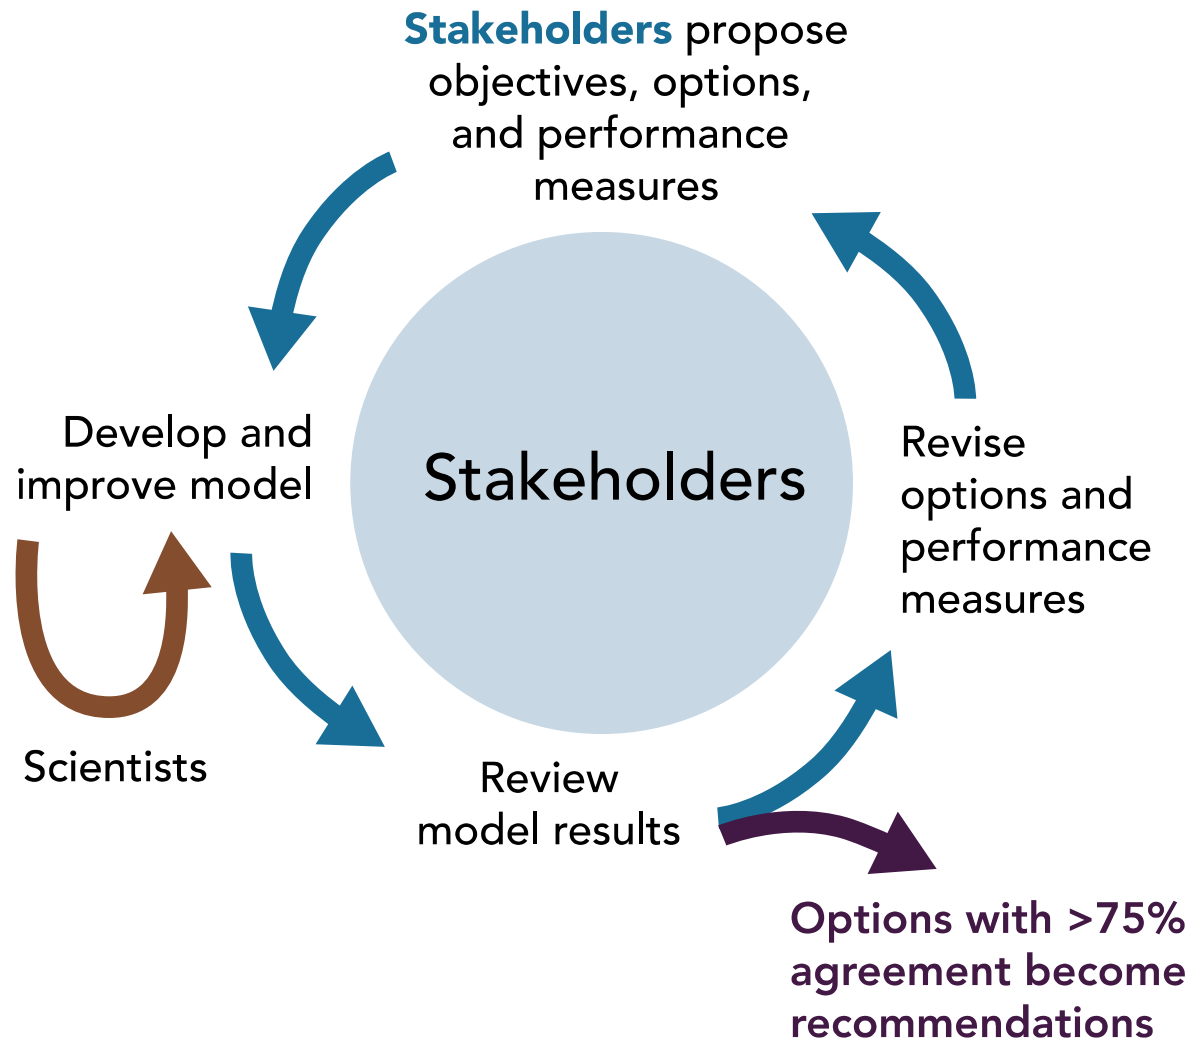 Stakeholders propose
objectives, options,
and performance
measures
Develop and
improve model
Stakeholders
Revise
options and
performance
measures
Scientists
Review
model results
Options with >75%
agreement become
recommendations